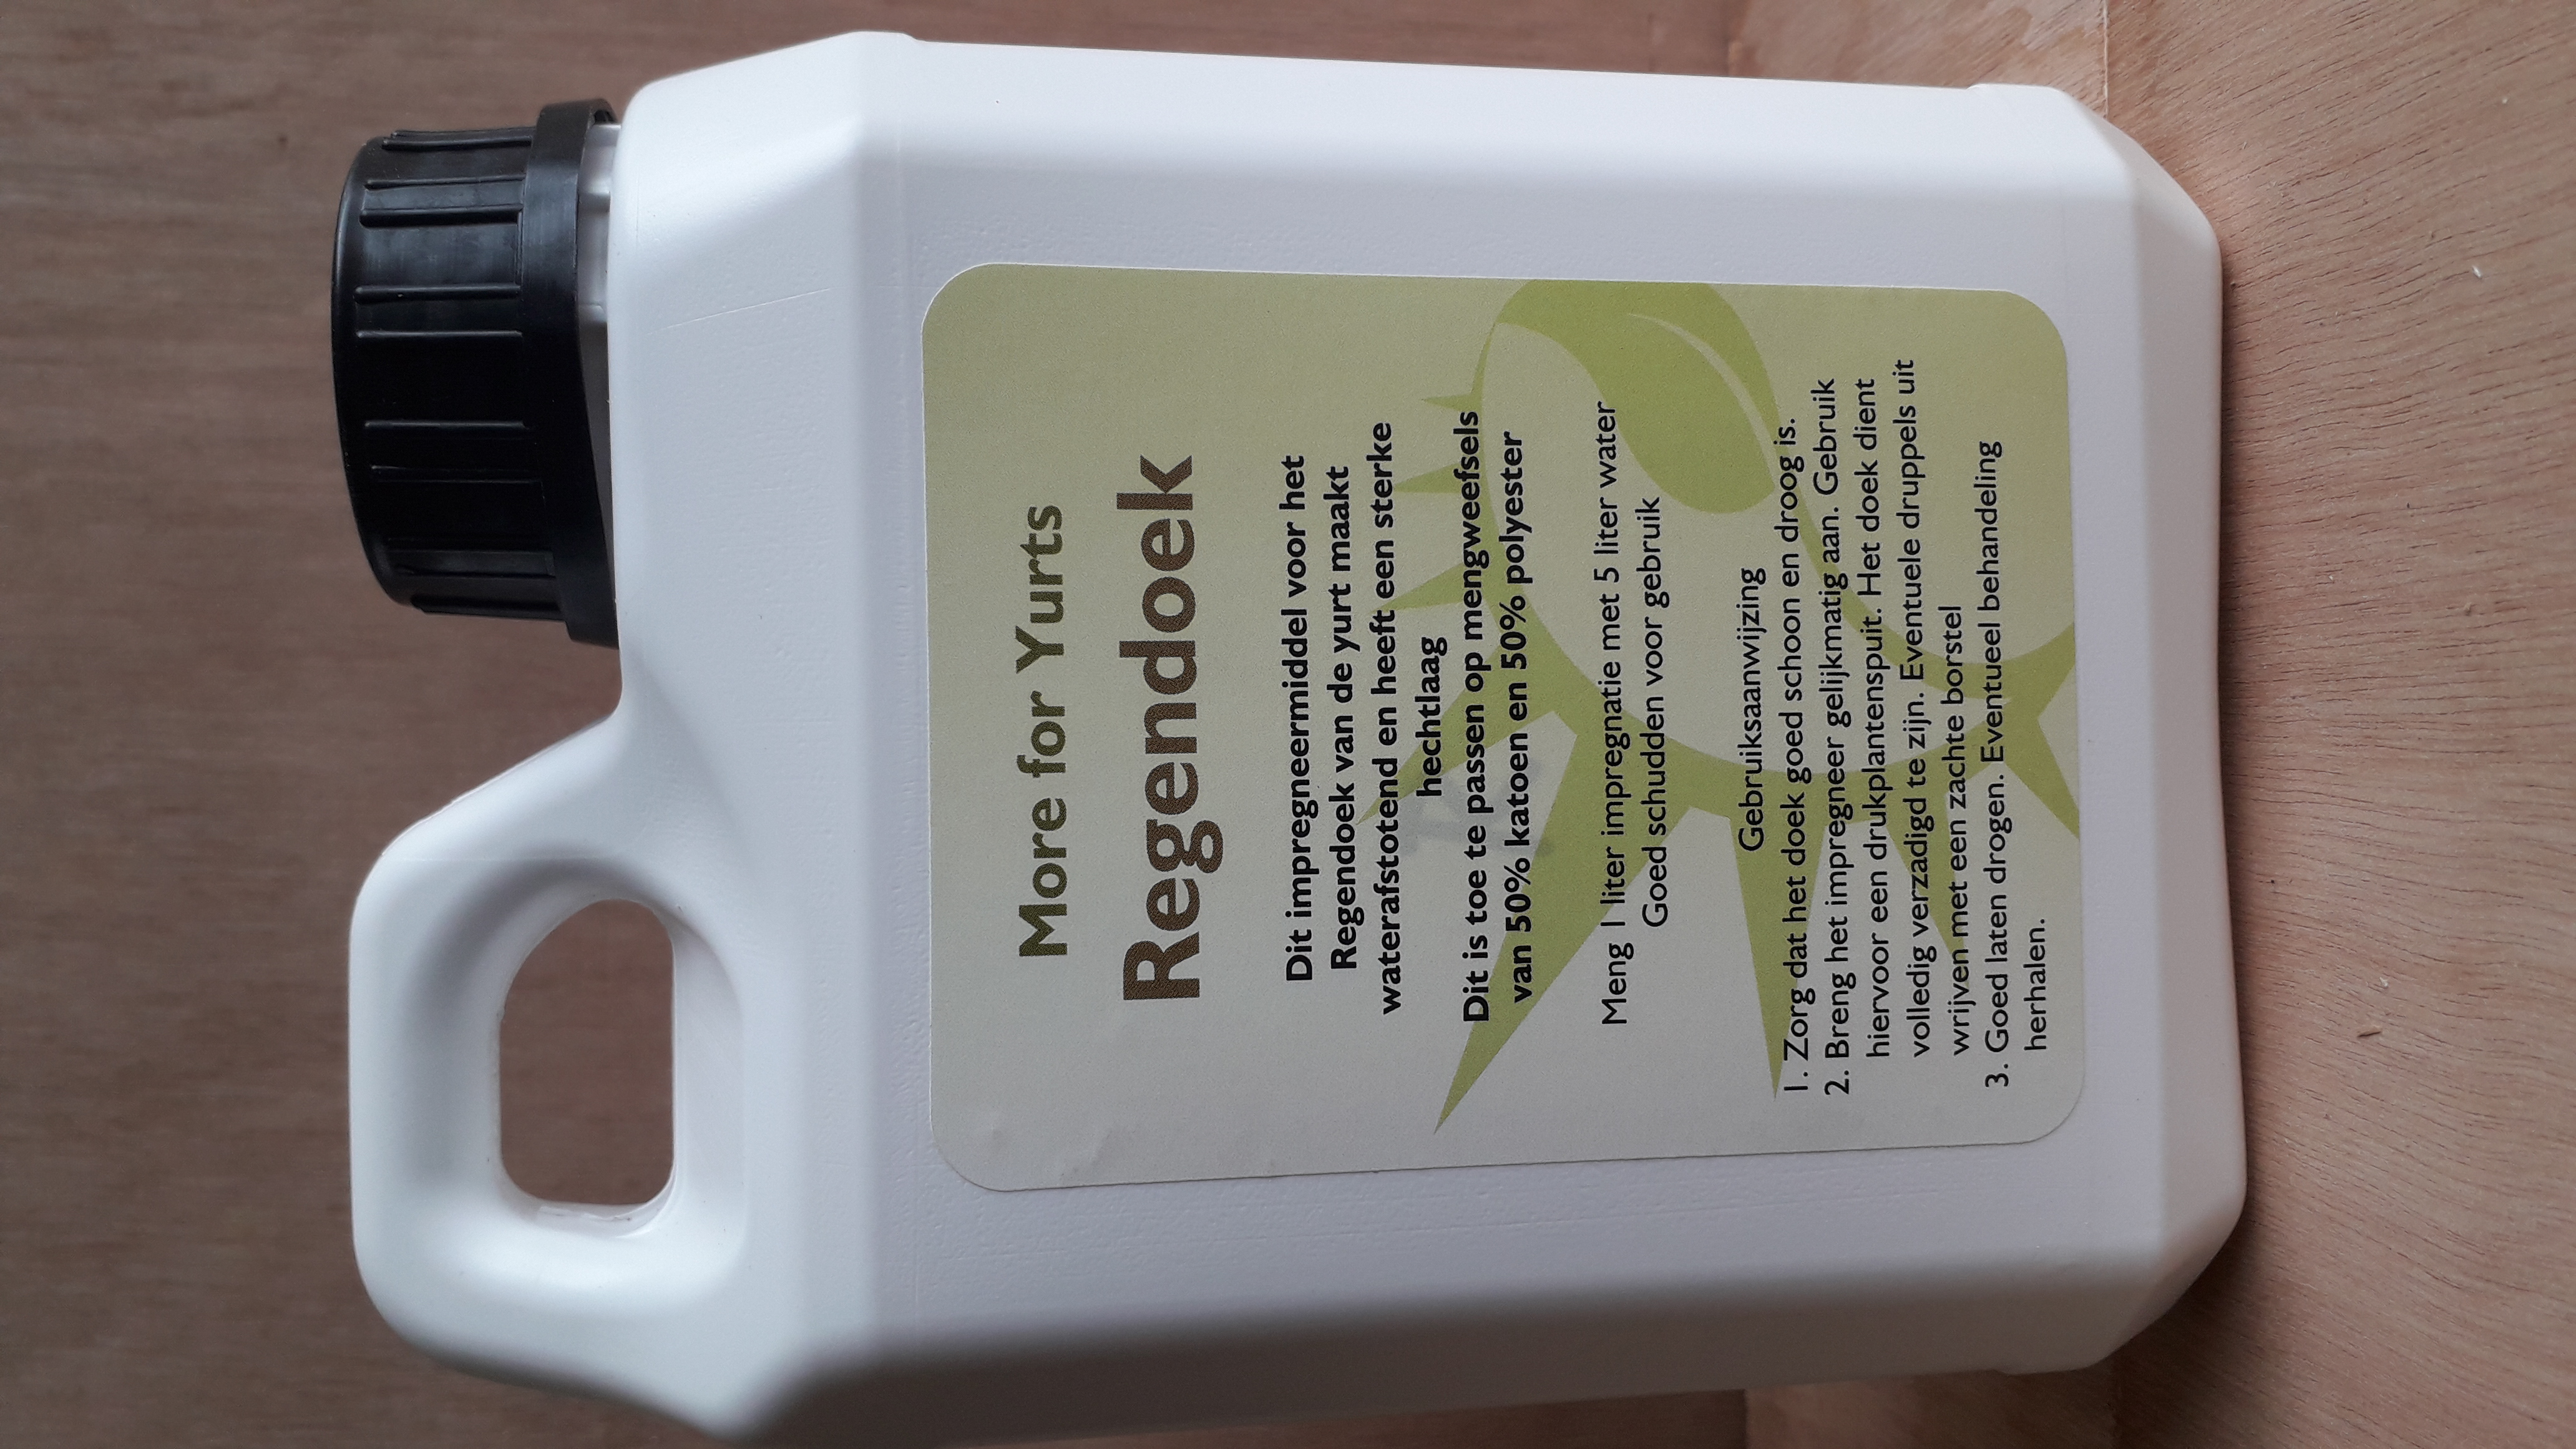 More for Yurts
Regendoek
Dit impregneermiddel voor het
Regendoek van de yurt maakt
waterafstotend en heeft een sterke
hechtlaag
Dit is toe te passen op mengweefsels
van 50% katoen en 50% polyester
Meng 1 liter impregnatie met 5 liter water
Goed schudden voor gebruik
Gebruiksaanwijzing
1. Zorg dat het doek goed schoon en droog is.
2. Breng het impregneer gelijkmatig aan. Gebruik
hiervoor een drukplantenspuit. Het doek dient
volledig verzadigd te zijn. Eventuele druppels uit
wrijven met een zachte borstel
3. Goed laten drogen. Eventueel behandeling
herhalen.